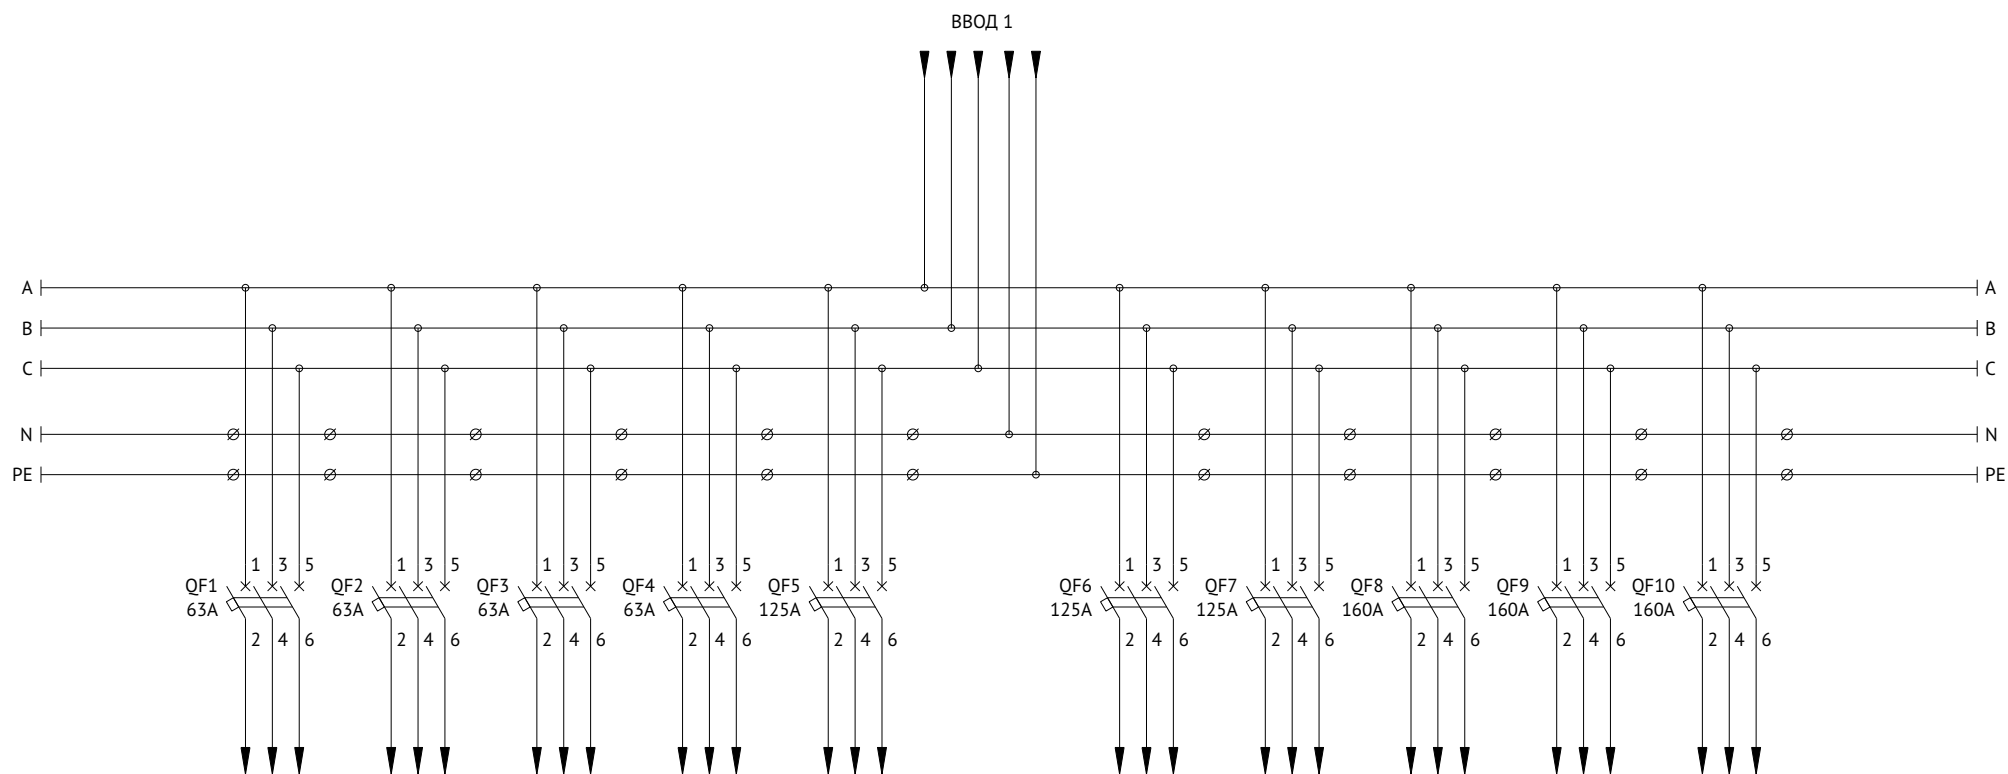 ВВОД 1
A A
B B
C C
N N
PE PE
1 3 5 1 3 5 1 3 5 1 3 5 1 3 5 1 3 5 1 3 5 1 3 5 1 3 5 1 3 5
QF1 QF2 QF3 QF4 QF5 QF6 QF7 QF8 QF9 QF10
63A 63A 63A 63A 125A 125A 125A 160A 160A 160A
2 4 6 2 4 6 2 4 6 2 4 6 2 4 6 2 4 6 2 4 6 2 4 6 2 4 6 2 4 6